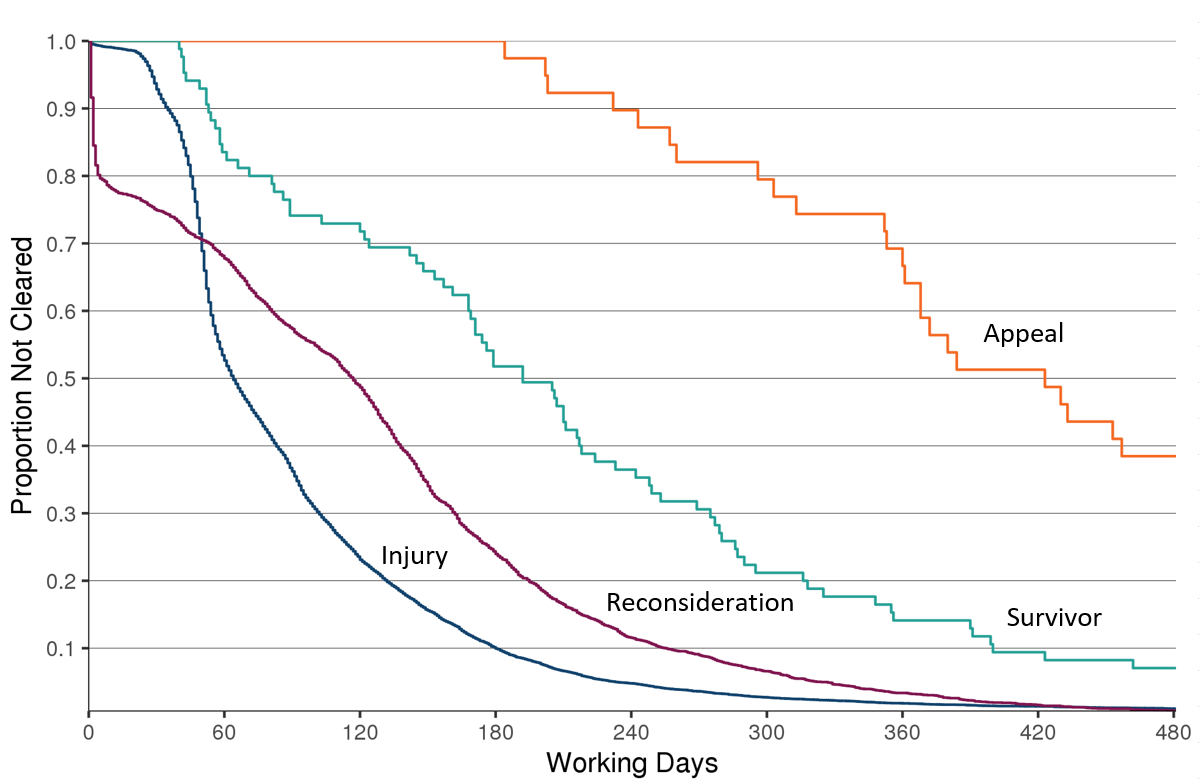 1.0
0.9
0.8
0.7
0.6
0.5
0.4
0.3
0.2
0.1
Proportion Not Cleared
Appeal
Injury
Reconsideration
Survivor
0 60 120 180 240 300 360 420 480
Working Days